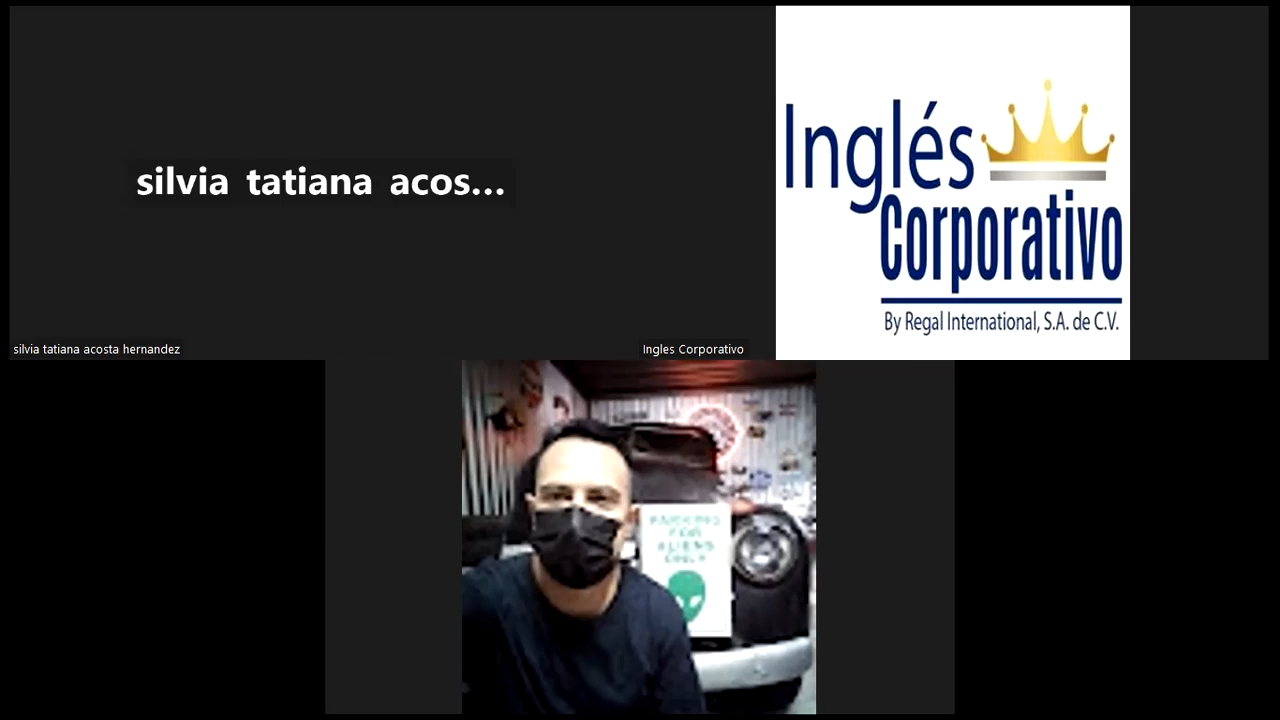 silvia tatiana acos...
silvia tatiana acosta hernandez
Inglés
Corporativo
By Regal International, S.A. de C.V.
Ingles Corporativo
PARKING
FOR
ALIENS
ONLY